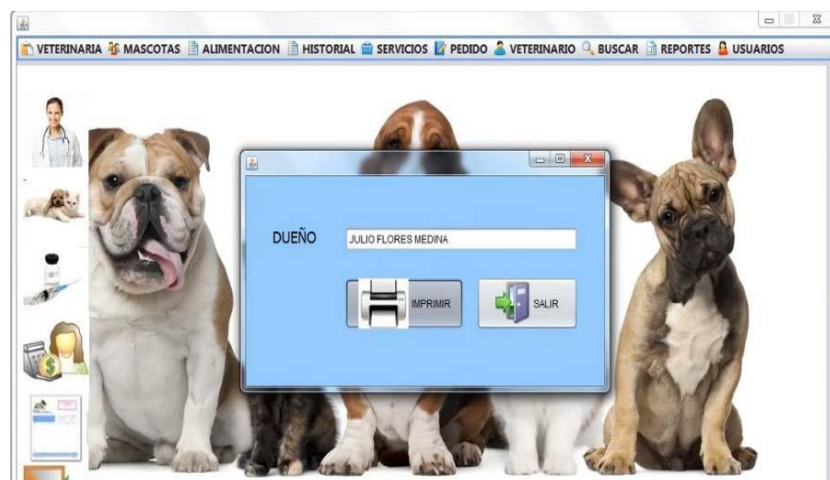 VETERINARIA MASCOTAS ALIMENTACION HISTORIAL SERVICIOS PEDIDO VETERINARIO BUSCAR REPORTES USUARIOS
DUEÑO JULIO FLORES MEDINA
IMPRIMIR SALIR